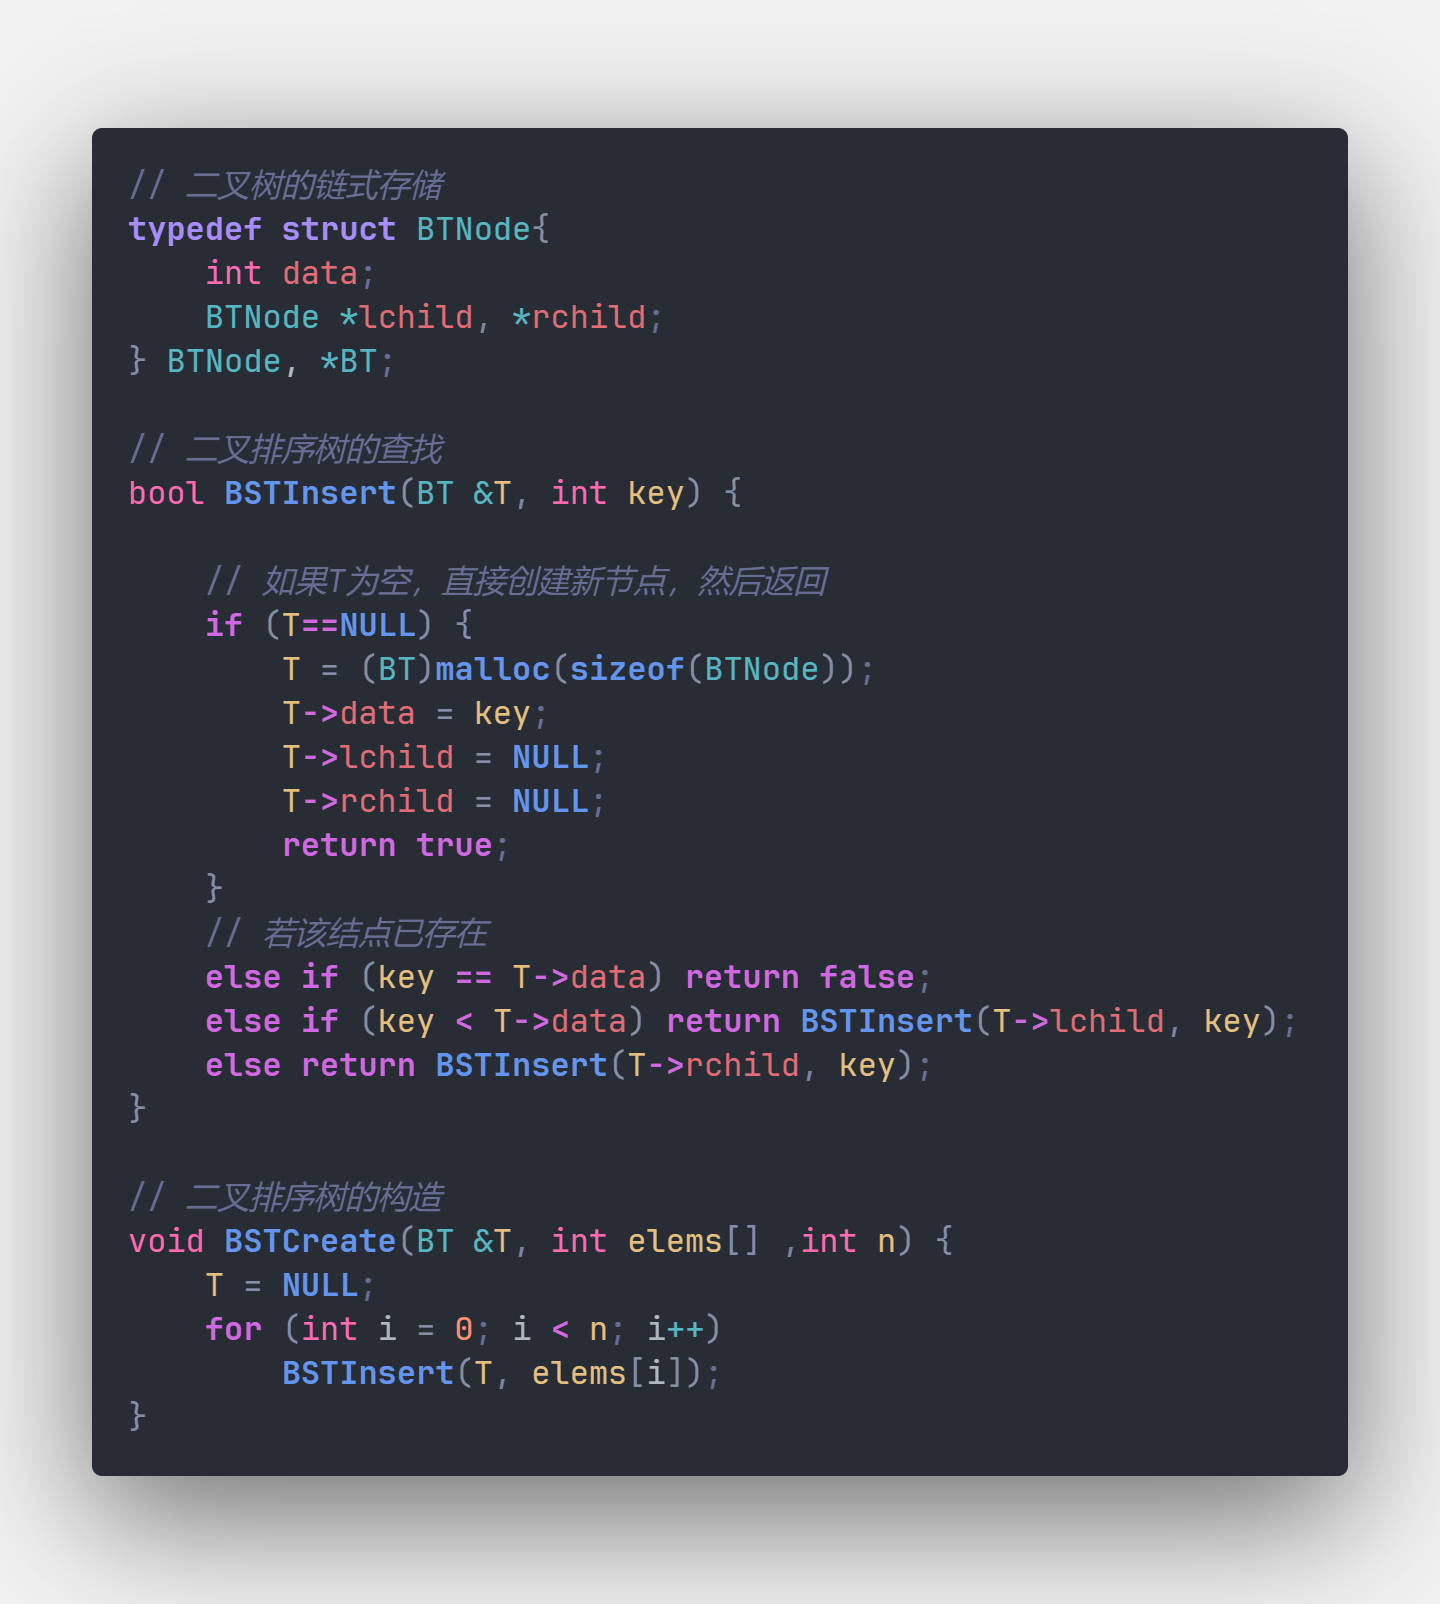 // 二叉树的链式存储
typedef struct BTNode{
    int data;
    BTNode *lchild, *rchild;
} BTNode, *BT;

// 二叉排序树的查找
bool BSTInsert(BT &T, int key) {

    // 如果T为空，直接创建新节点，然后返回
    if (T==NULL) {
        T = (BT)malloc(sizeof(BTNode));
        T->data = key;
        T->lchild = NULL;
        T->rchild = NULL;
        return true;
    }
    // 若该结点已存在
    else if (key == T->data) return false;
    else if (key < T->data) return BSTInsert(T->lchild, key);
    else return BSTInsert(T->rchild, key);
}

// 二叉排序树的构造
void BSTCreate(BT &T, int elems[] ,int n) {
    T = NULL;
    for (int i = 0; i < n; i++)
        BSTInsert(T, elems[i]);
}